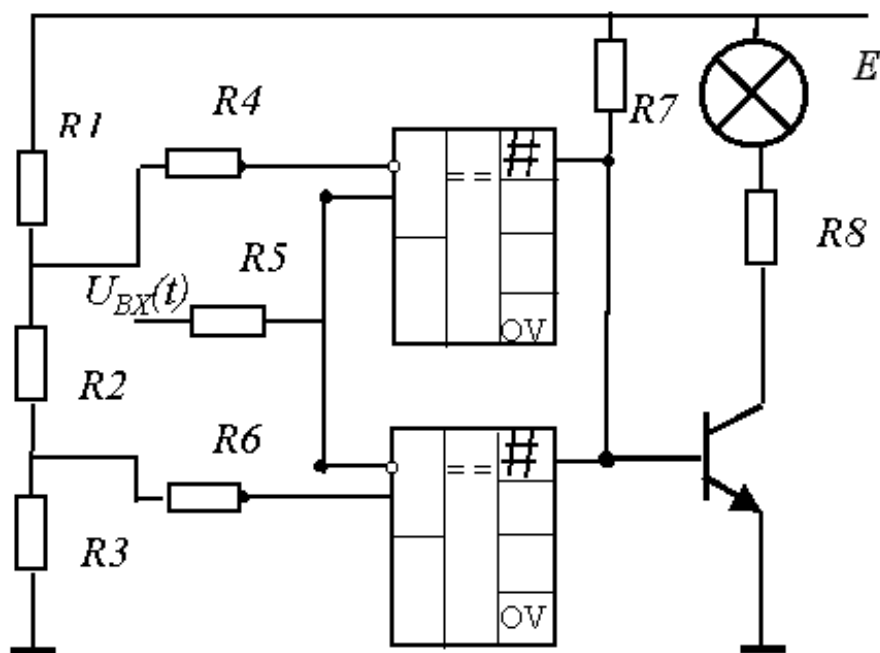 E
R1
R4
R7
= =
#
R8
R5
U_BX(t)
OV
R2
R6
= =
#
R3
OV